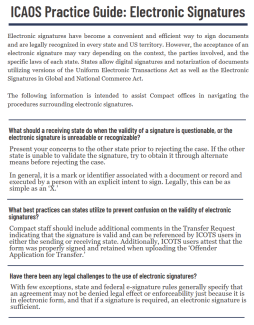 ICAOS Practice Guide: Electronic Signatures
Electronic signatures have become a convenient and efficient way to sign documents
and are legally recognized in every state and US territory. However, the acceptance of an
electronic signature may vary depending on the context, the parties involved, and the
specific laws of each state. States allow digital signatures and notarization of documents
utilizing versions of the Uniform Electronic Transactions Act as well as the Electronic
Signatures in Global and National Commerce Act.
The following information is intended to assist Compact offices in navigating the
procedures surrounding electronic signatures.
What should a receiving state do when the validity of a signature is questionable, or the
electronic signature is unreadable or recognizable?
Present your concerns to the other state prior to rejecting the case. If the other
state is unable to validate the signature, try to obtain it through alternate
means before rejecting the case.
In general, it is a mark or identifier associated with a document or record and
executed by a person with an explicit intent to sign. Legally, this can be as
simple as an 'X.'
What best practices can states utilize to prevent confusion on the validity of electronic
signatures?
Compact staff should include additional comments in the Transfer Request
indicating that the signature is valid and can be referenced by ICOTS users in
either the sending or receiving state. Additionally, ICOTS users attest that the
form was properly signed and retained when uploading the 'Offender
Application for Transfer.'
Have there been any legal challenges to the use of electronic signatures?
With few exceptions, state and federal e-signature rules generally specify that
an agreement may not be denied legal effect or enforceability just because it is
in electronic form, and that if a signature is required, an electronic signature is
sufficient.